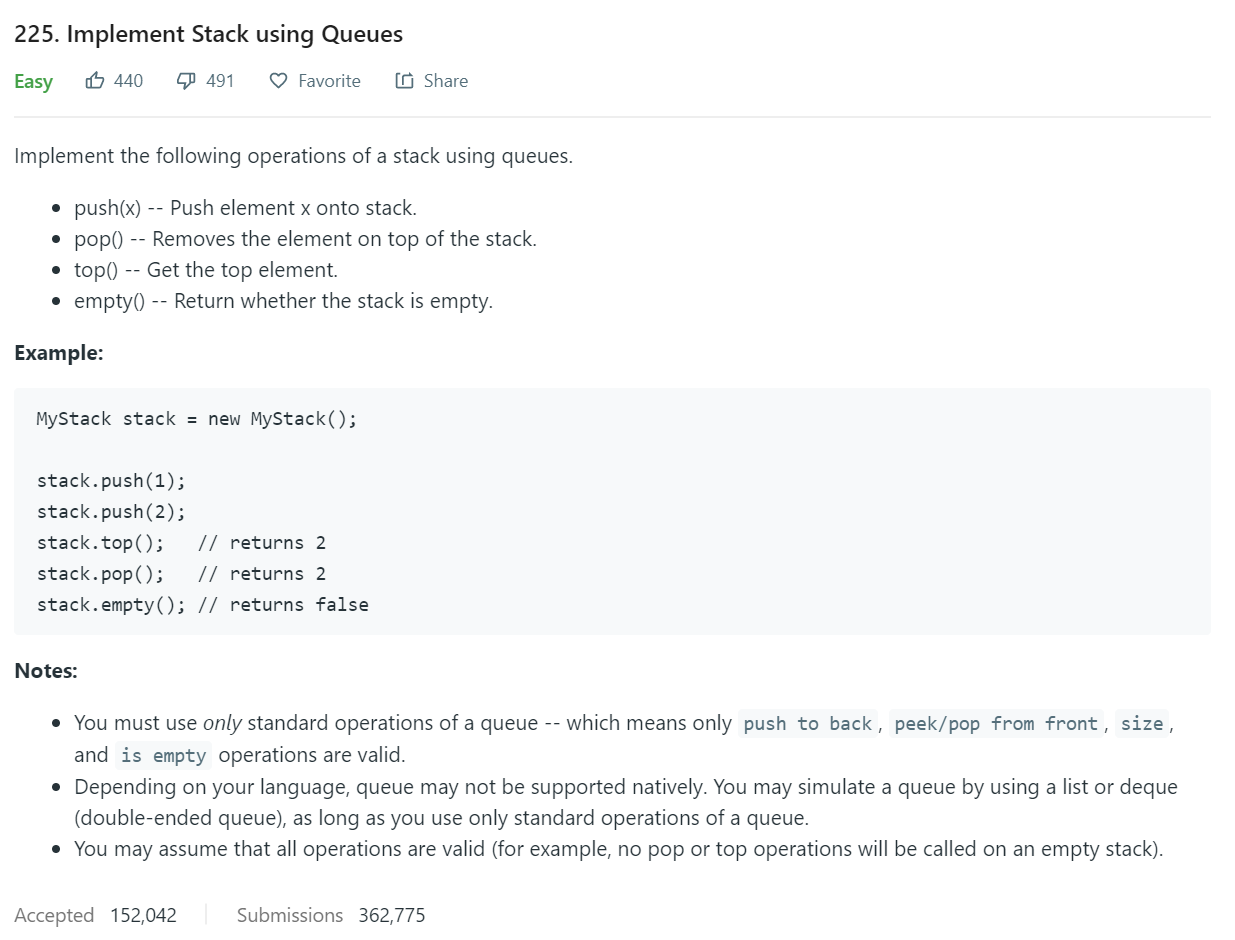 225. Implement Stack using Queues
Easy 440 491 Favorite Share
Implement the following operations of a stack using queues.
• push(x) -- Push element x onto stack.
• pop() -- Removes the element on top of the stack.
• top() -- Get the top element.
• empty() -- Return whether the stack is empty.
Example:
MyStack stack = new MyStack();
stack.push(1);
stack.push(2);
stack.top();   // returns 2
stack.pop();   // returns 2
stack.empty(); // returns false
Notes:
• You must use only standard operations of a queue -- which means only push to back, peek/pop from front, size,
and is empty operations are valid.
• Depending on your language, queue may not be supported natively. You may simulate a queue by using a list or deque
(double-ended queue), as long as you use only standard operations of a queue.
• You may assume that all operations are valid (for example, no pop or top operations will be called on an empty stack).
Accepted 152,042 Submissions 362,775